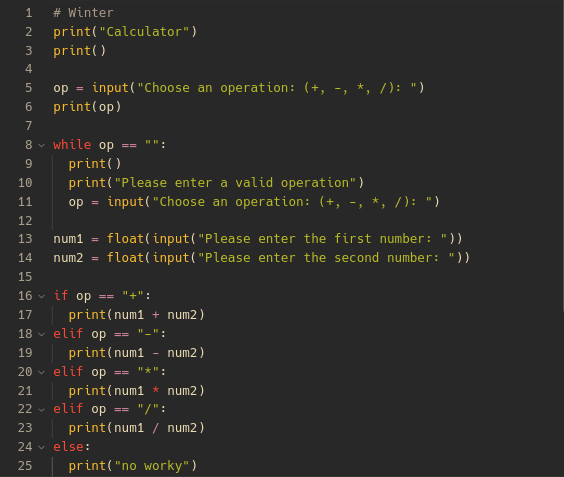 1 # Winter
2 print("Calculator")
3 print()
4
5 op = input("Choose an operation: (+, -, *, /): ")
6 print(op)
7
8 while op == "":
9   print()
10   print("Please enter a valid operation")
11   op = input("Choose an operation: (+, -, *, /): ")
12
13 num1 = float(input("Please enter the first number: "))
14 num2 = float(input("Please enter the second number: "))
15
16 if op == "+":
17   print(num1 + num2)
18 elif op == "-":
19   print(num1 - num2)
20 elif op == "*":
21   print(num1 * num2)
22 elif op == "/":
23   print(num1 / num2)
24 else:
25   print("no worky")